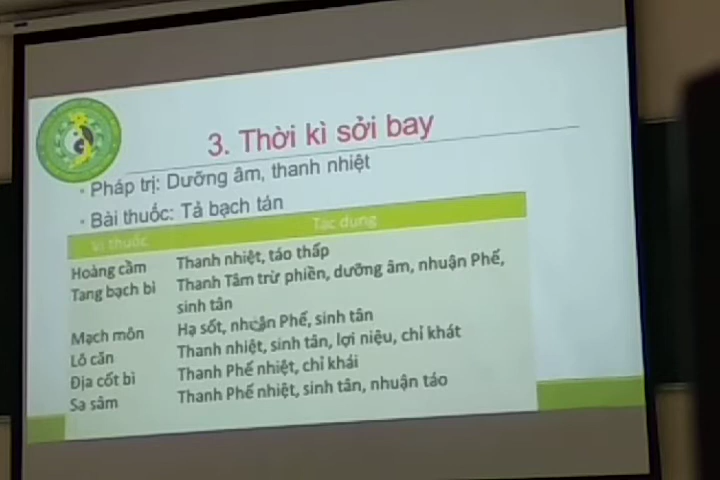 3. Thời kì sởi bay
• Pháp trị: Dưỡng âm, thanh nhiệt
• Bài thuốc: Tả bạch tán
Vị thuốc Tác dụng
Hoàng cầm Thanh nhiệt, táo thấp
Tang bạch bì Thanh Tâm trừ phiền, dưỡng âm, nhuận Phế,
sinh tân
Mạch môn Hạ sốt, nhuận Phế, sinh tân
Lô căn Thanh nhiệt, sinh tân, lợi niệu, chỉ khát
Địa cốt bì Thanh Phế nhiệt, chỉ khái
Sa sâm Thanh Phế nhiệt, sinh tân, nhuận táo